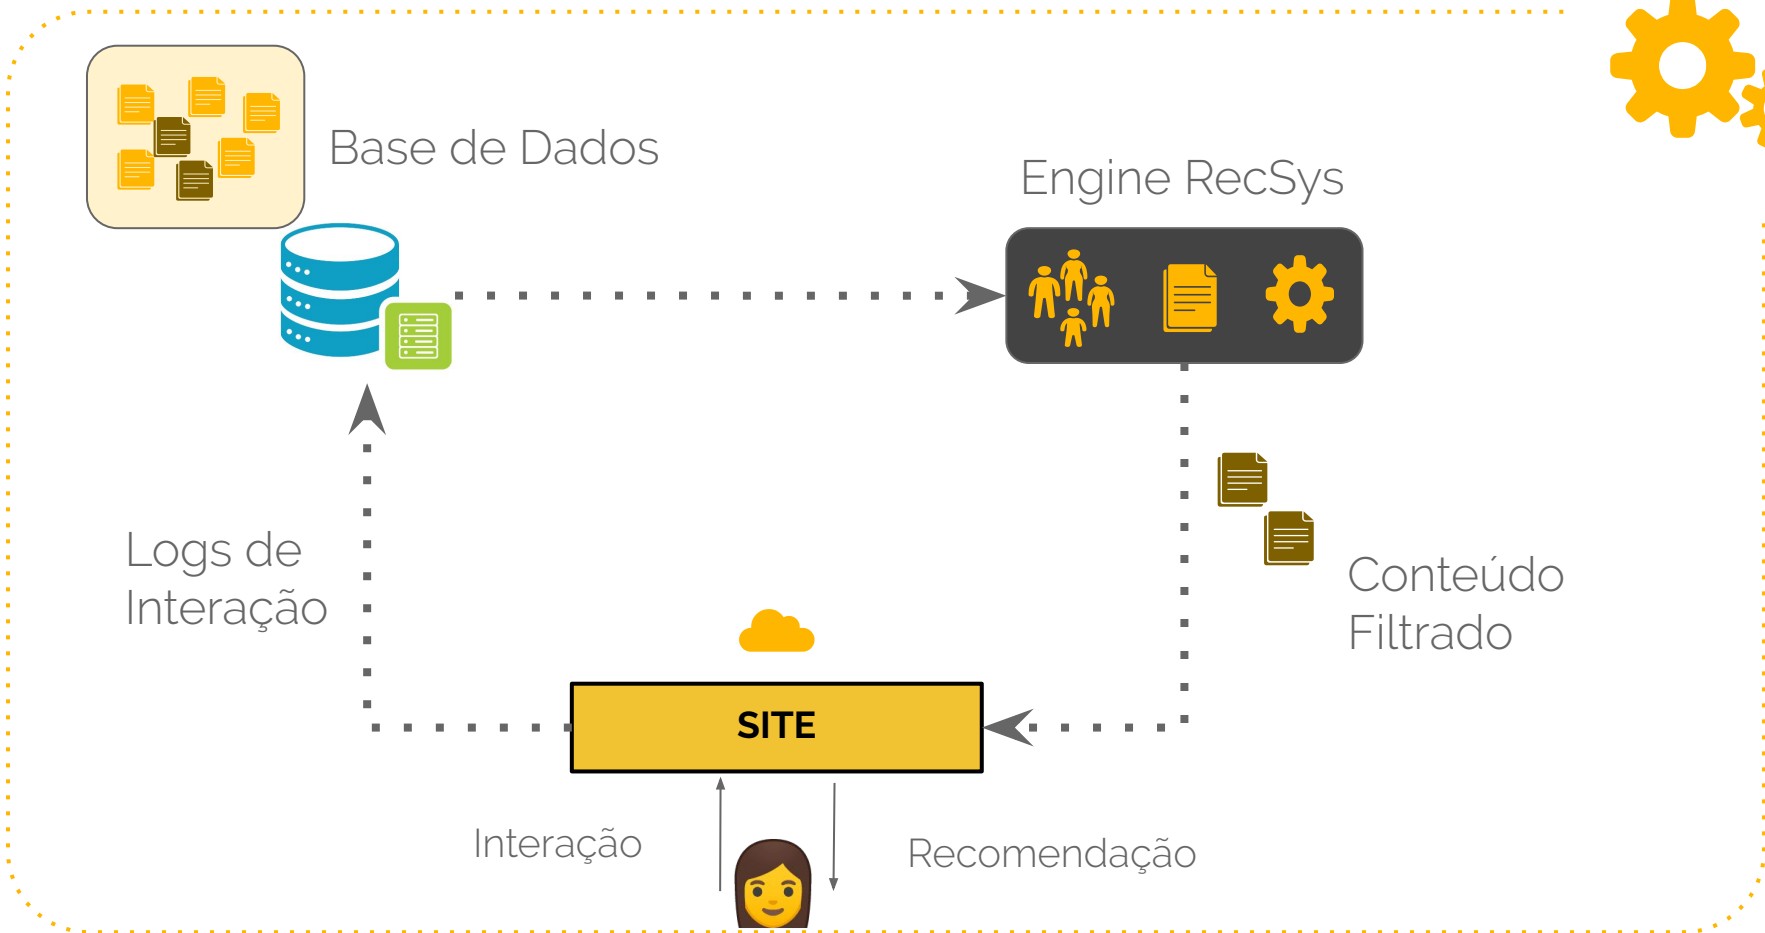 Base de Dados
Engine RecSys
Logs de
Interação
Conteúdo
Filtrado
SITE
Interação
Recomendação